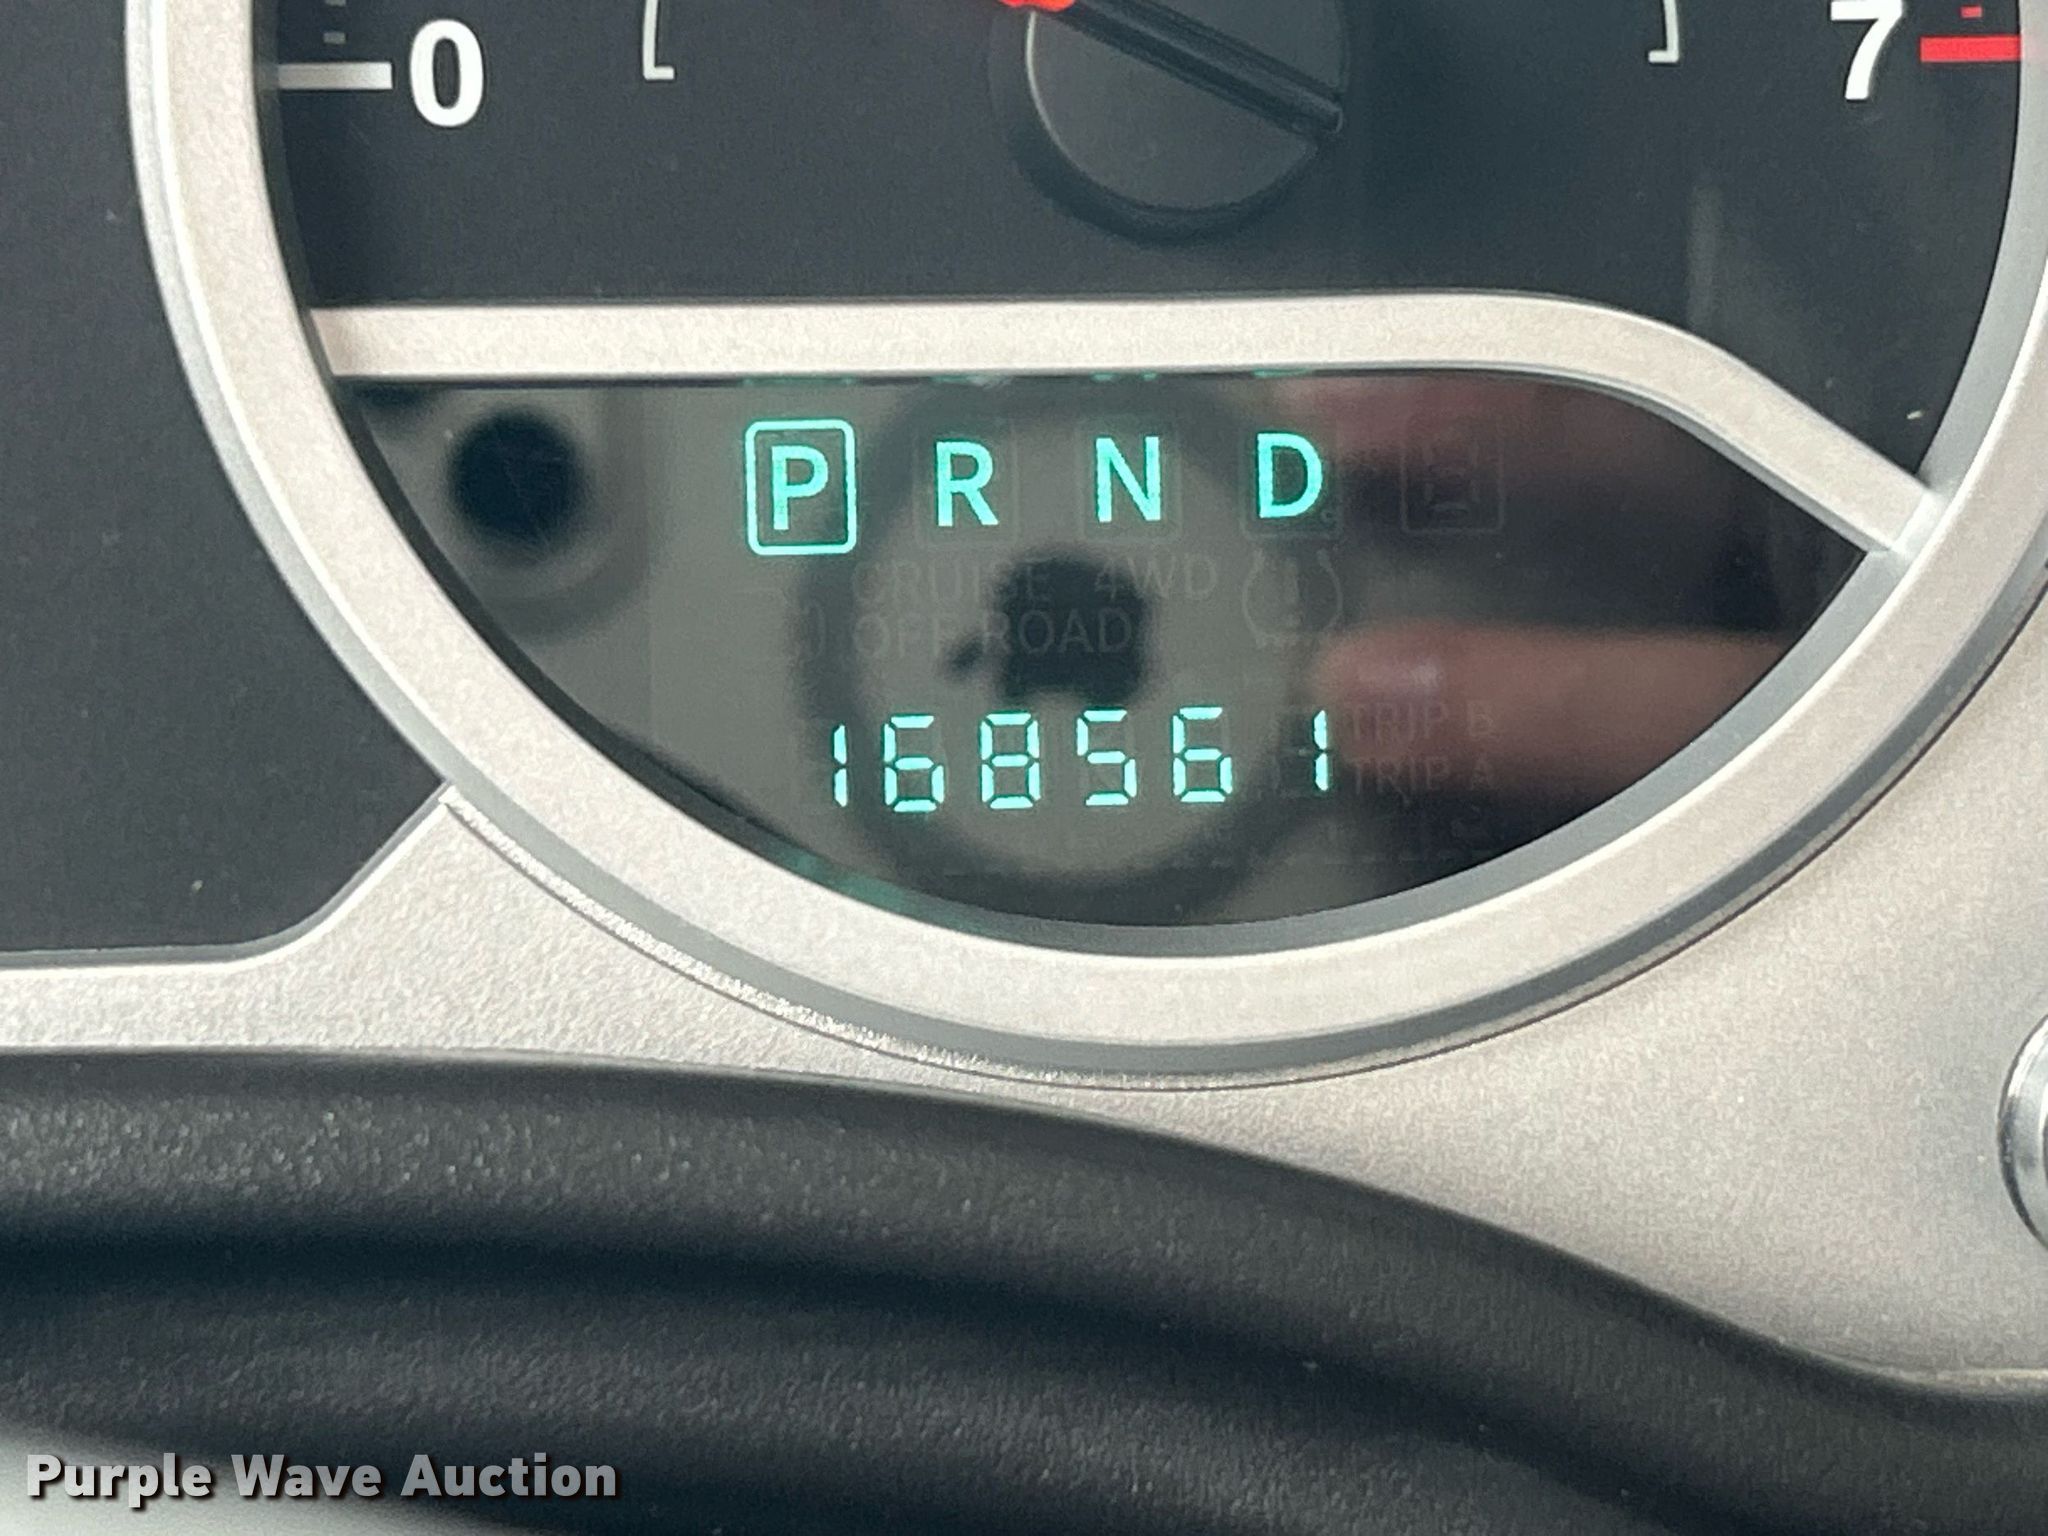 0 7
P R N D
CRUISE 4WD
OFF ROAD
168561
TRIP B
TRIP A
Purple Wave Auction